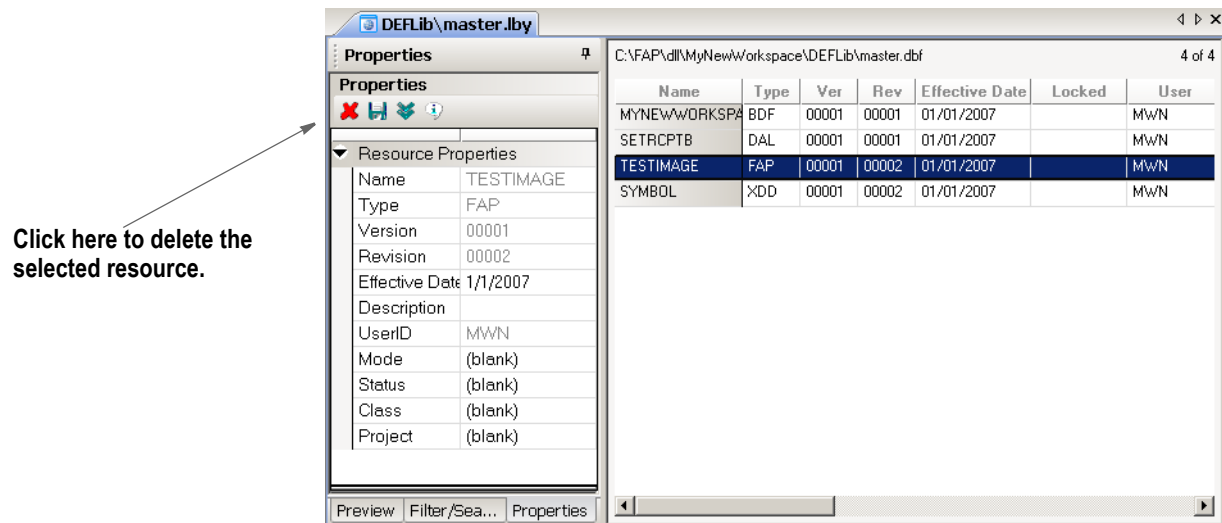 DEFLib\master.lby
Properties
Properties
Resource Properties
Name TESTIMAGE
Type FAP
Version 00001
Revision 00002
Effective Date 1/1/2007
Description
UserID MWN
Mode (blank)
Status (blank)
Class (blank)
Project (blank)
Preview Filter/Sea... Properties
Click here to delete the
selected resource.
C:\FAP\dll\MyNewWorkspace\DEFLib\master.dbf 4 of 4
Name Type Ver Rev Effective Date Locked User
MYNEWWORKSPA BDF 00001 00001 01/01/2007 MWN
SETRCPTB DAL 00001 00001 01/01/2007 MWN
TESTIMAGE FAP 00001 00002 01/01/2007 MWN
SYMBOL XDD 00001 00002 01/01/2007 MWN